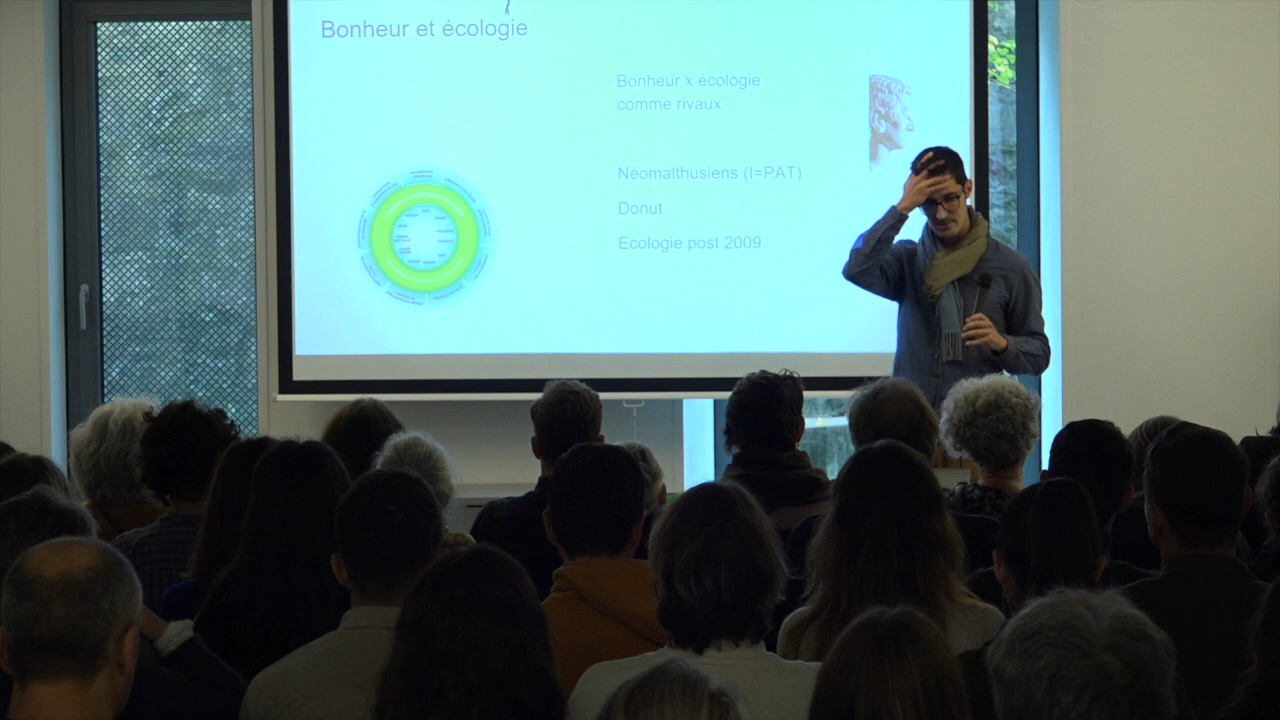 Bonheur et écologie
Bonheur x écologie
comme rivaux
Néomalthusiens (I=PAT)
Donut
Ecologie post 2009